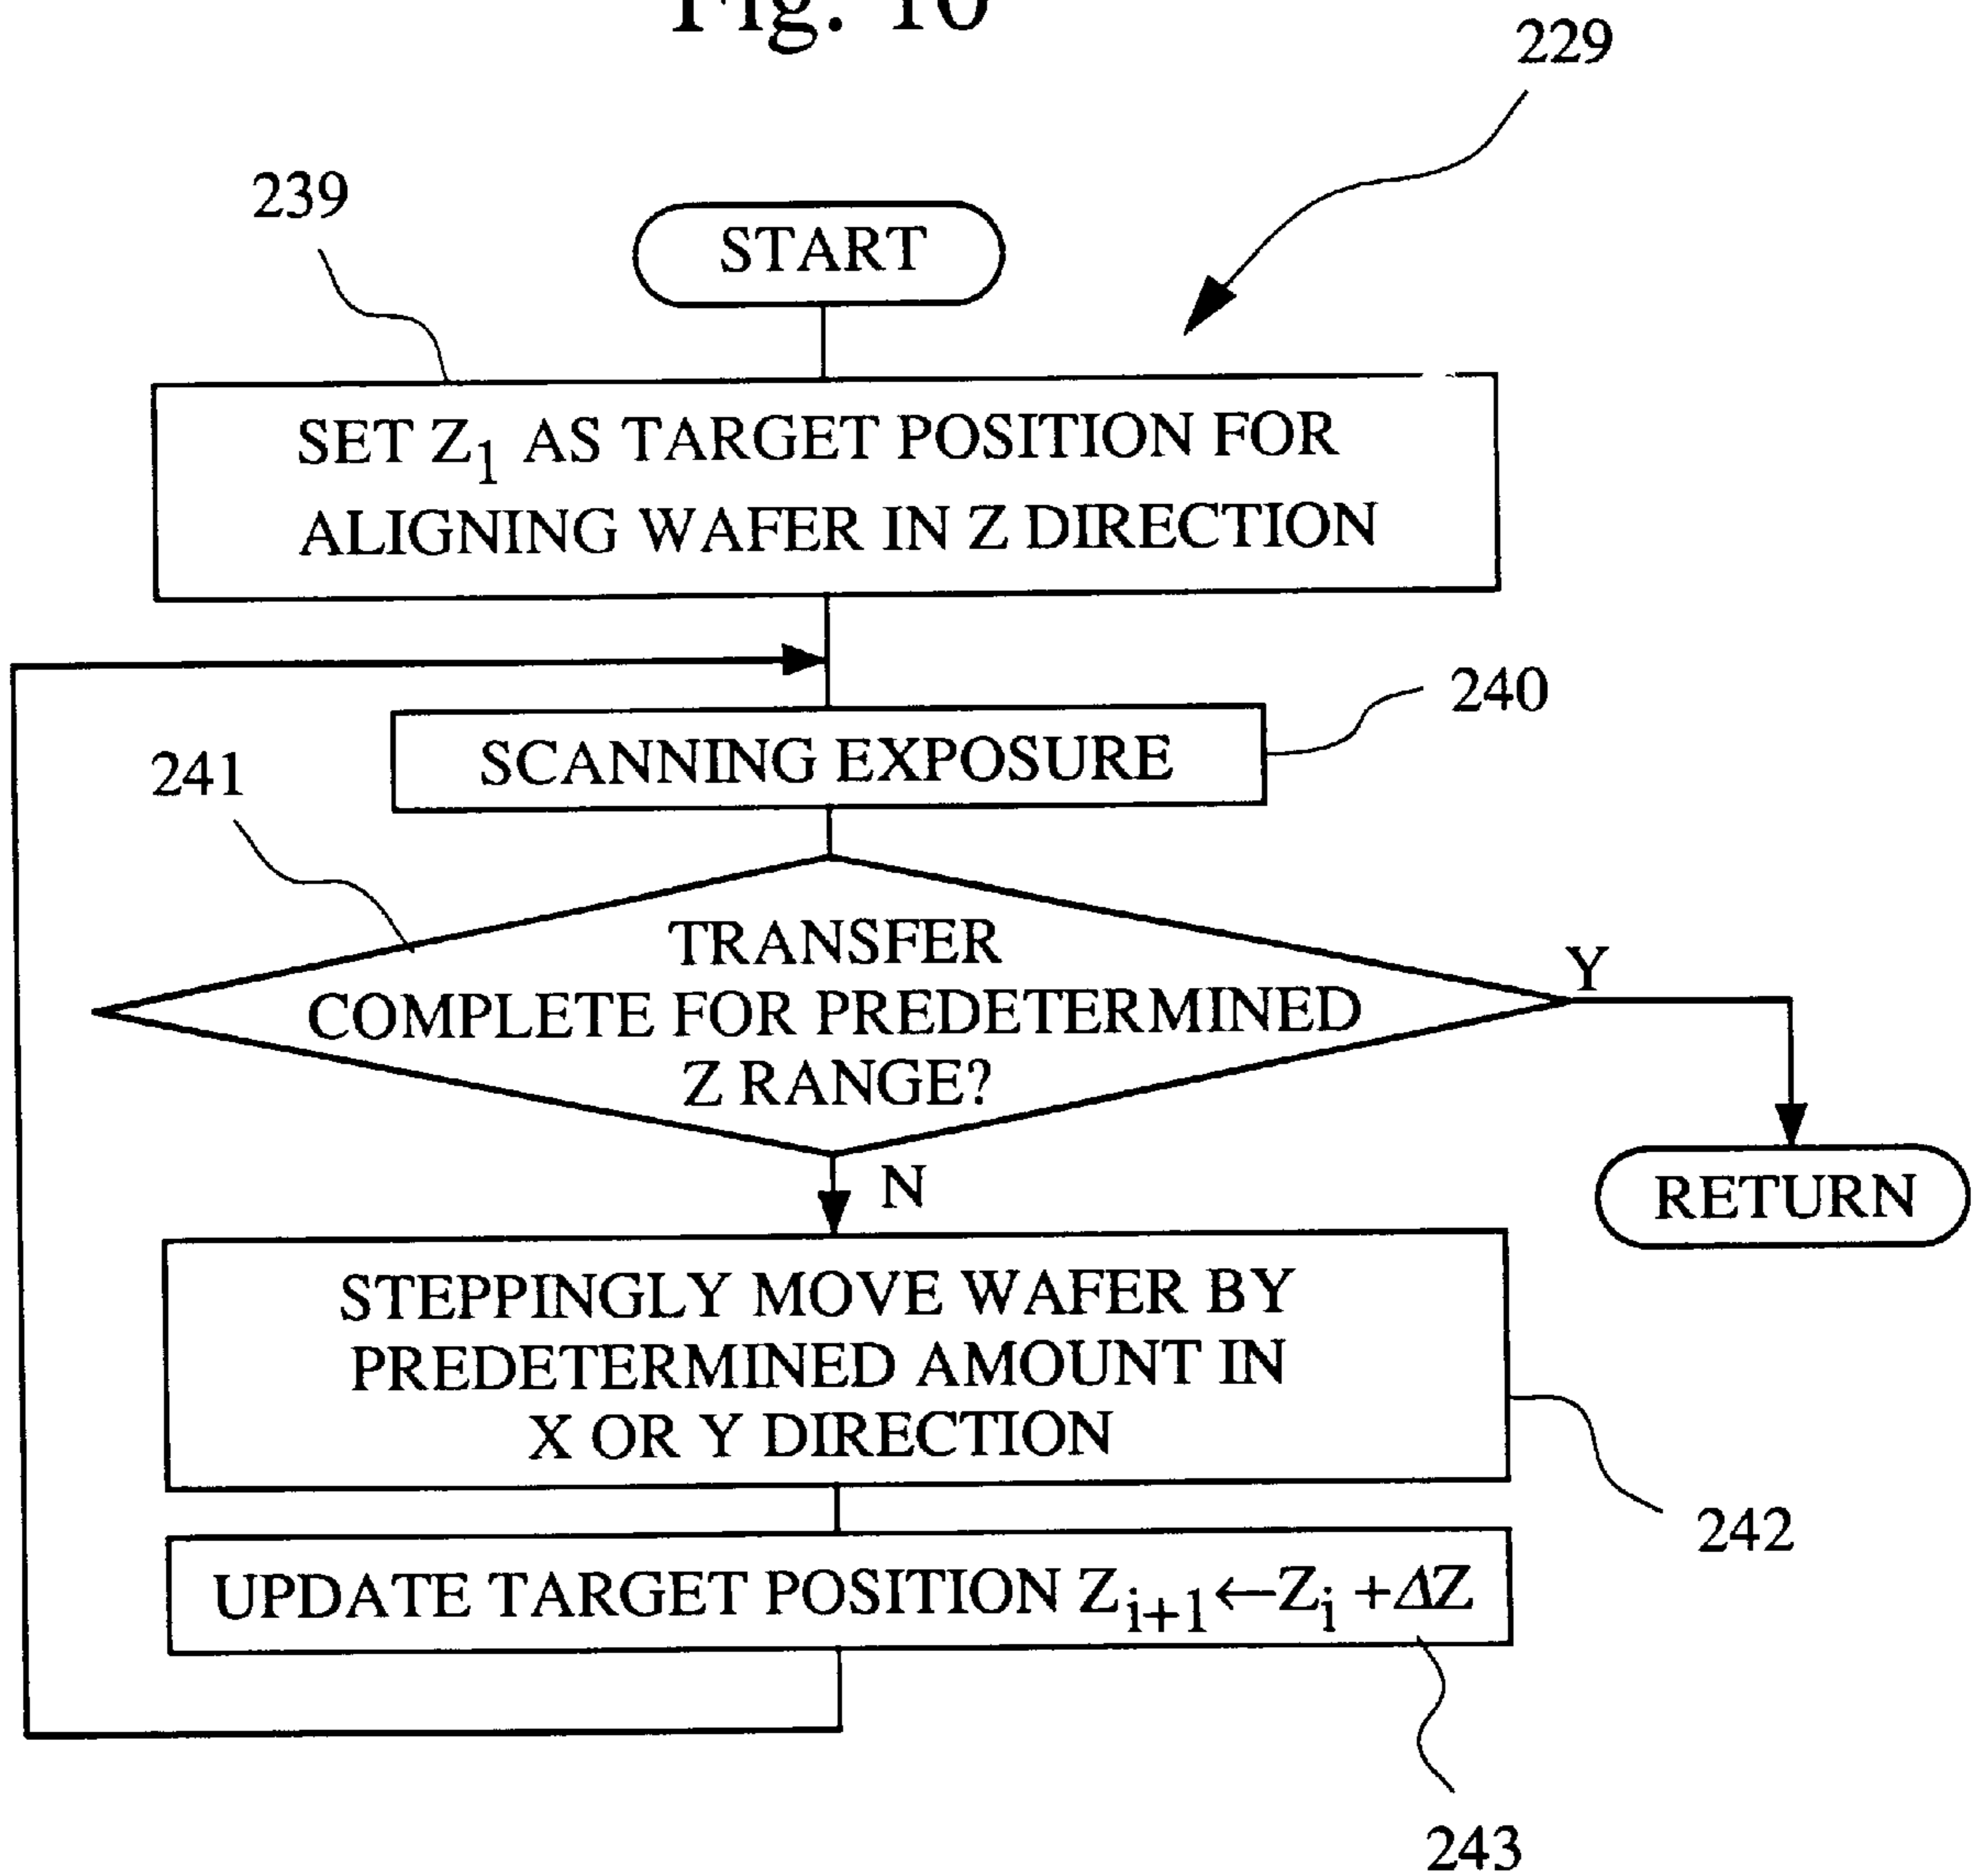 Fig. 10
229
239
START
SET Z1 AS TARGET POSITION FOR
ALIGNING WAFER IN Z DIRECTION
240
SCANNING EXPOSURE
241
TRANSFER
COMPLETE FOR PREDETERMINED
Z RANGE?
Y
N
RETURN
STEPPINGLY MOVE WAFER BY
PREDETERMINED AMOUNT IN
X OR Y DIRECTION
242
UPDATE TARGET POSITION Zi+1←Zi +ΔZ
243